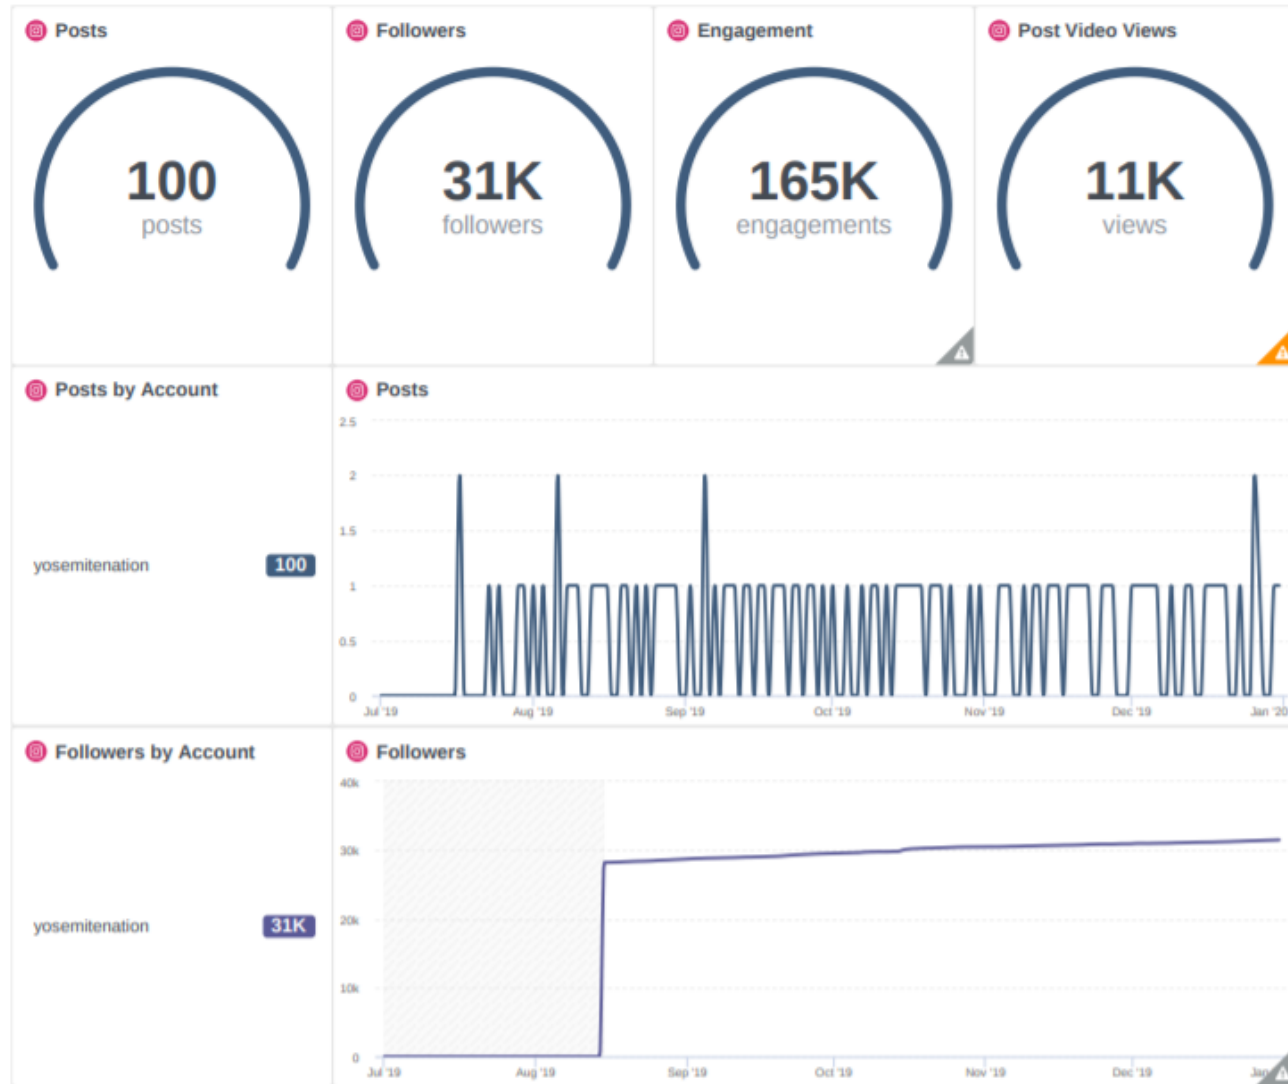 Posts
Followers
Engagement
Post Video Views
100
posts
31K
followers
165K
engagements
11K
views
Posts by Account
yosemitenation
100
Posts
2.5
2
1.5
1
0.5
0
Jul '19
Aug '19
Sep '19
Oct '19
Nov '19
Dec '19
Jan '20
Followers by Account
yosemitenation
31K
Followers
40k
30k
20k
10k
0
Jul '19
Aug '19
Sep '19
Oct '19
Nov '19
Dec '19
Jan